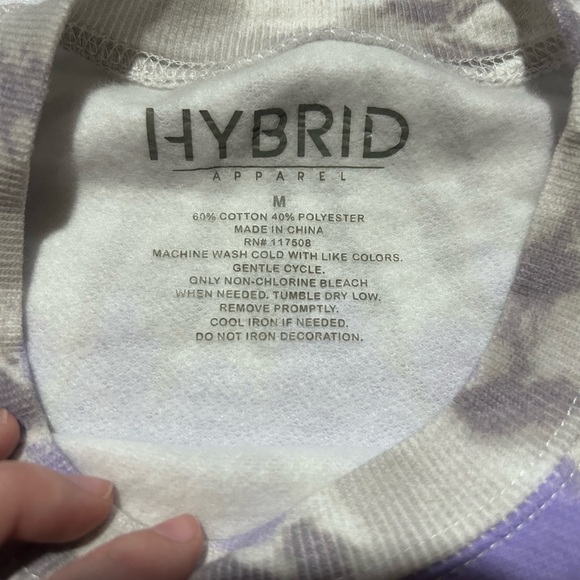 HYBRID
APPAREL
M
60% COTTON 40% POLYESTER
MADE IN CHINA
RN# 117508
MACHINE WASH COLD WITH LIKE COLORS.
GENTLE CYCLE.
ONLY NON-CHLORINE BLEACH
WHEN NEEDED. TUMBLE DRY LOW.
REMOVE PROMPTLY.
COOL IRON IF NEEDED.
DO NOT IRON DECORATION.